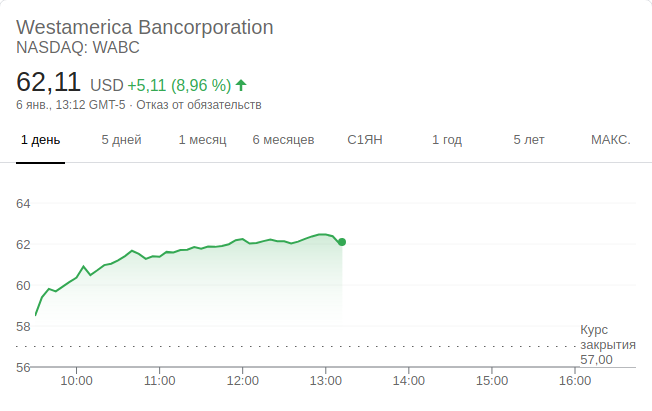 Westamerica Bancorporation
NASDAQ: WABC
62,11 USD +5,11 (8,96 %)
6 янв., 13:12 GMT-5 · Отказ от обязательств
1 день 5 дней 1 месяц 6 месяцев С1ЯН 1 год 5 лет МАКС.
64
62
60
58
Курс
закрытия
57,00
56
10:00 11:00 12:00 13:00 14:00 15:00 16:00